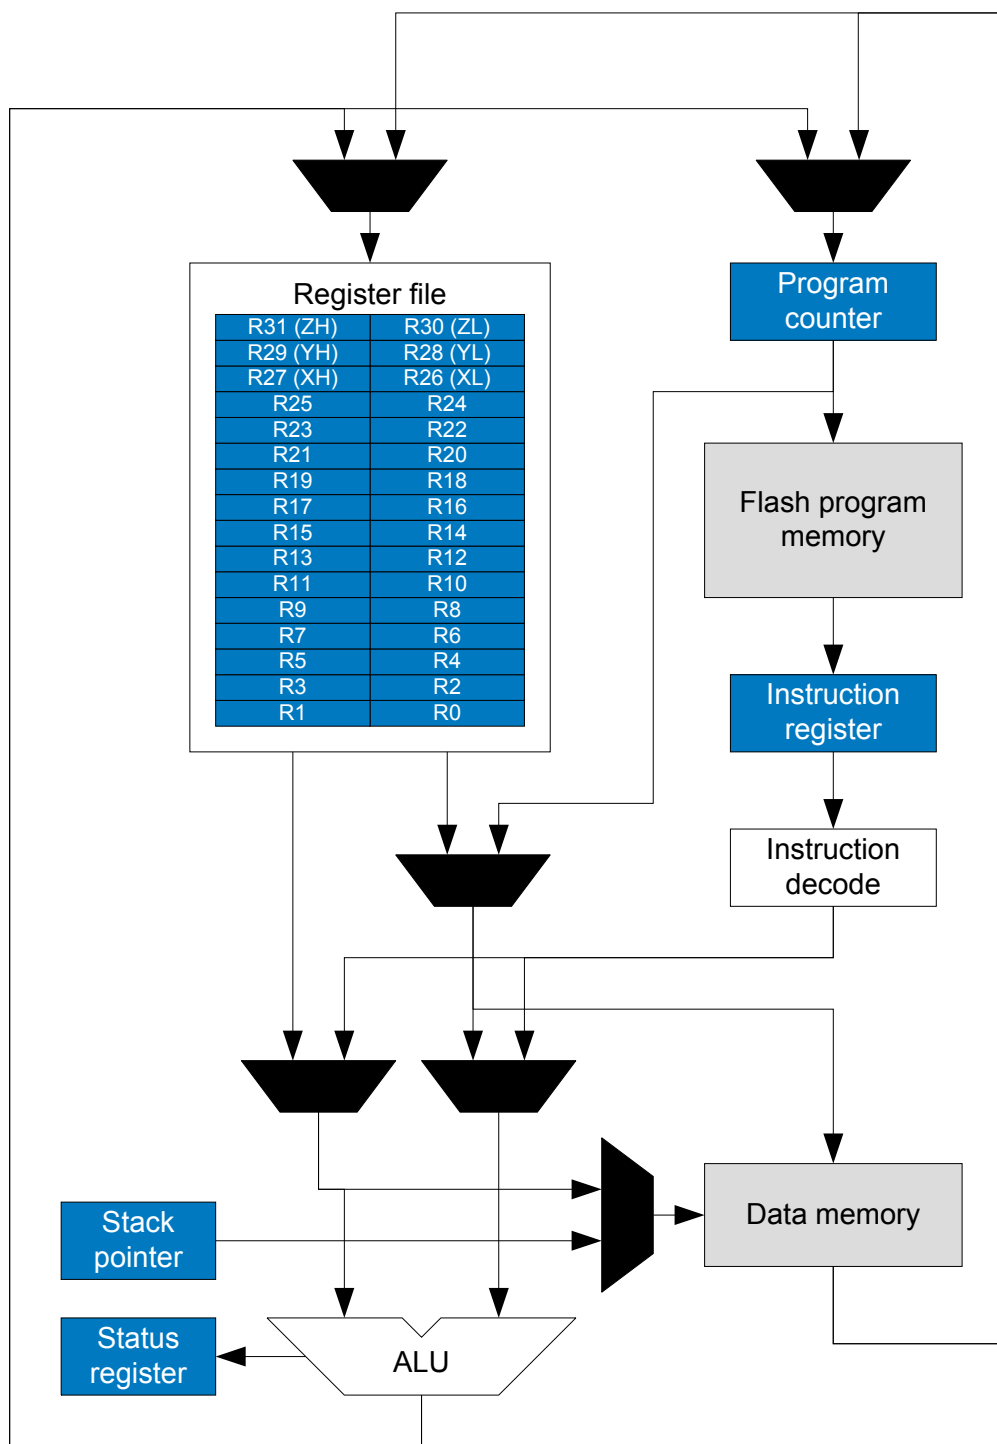 Register file
R31 (ZH) R30 (ZL)
R29 (YH) R28 (YL)
R27 (XH) R26 (XL)
R25 R24
R23 R22
R21 R20
R19 R18
R17 R16
R15 R14
R13 R12
R11 R10
R9 R8
R7 R6
R5 R4
R3 R2
R1 R0
Program
counter
Flash program
memory
Instruction
register
Instruction
decode
Stack
pointer
Data memory
Status
register
ALU